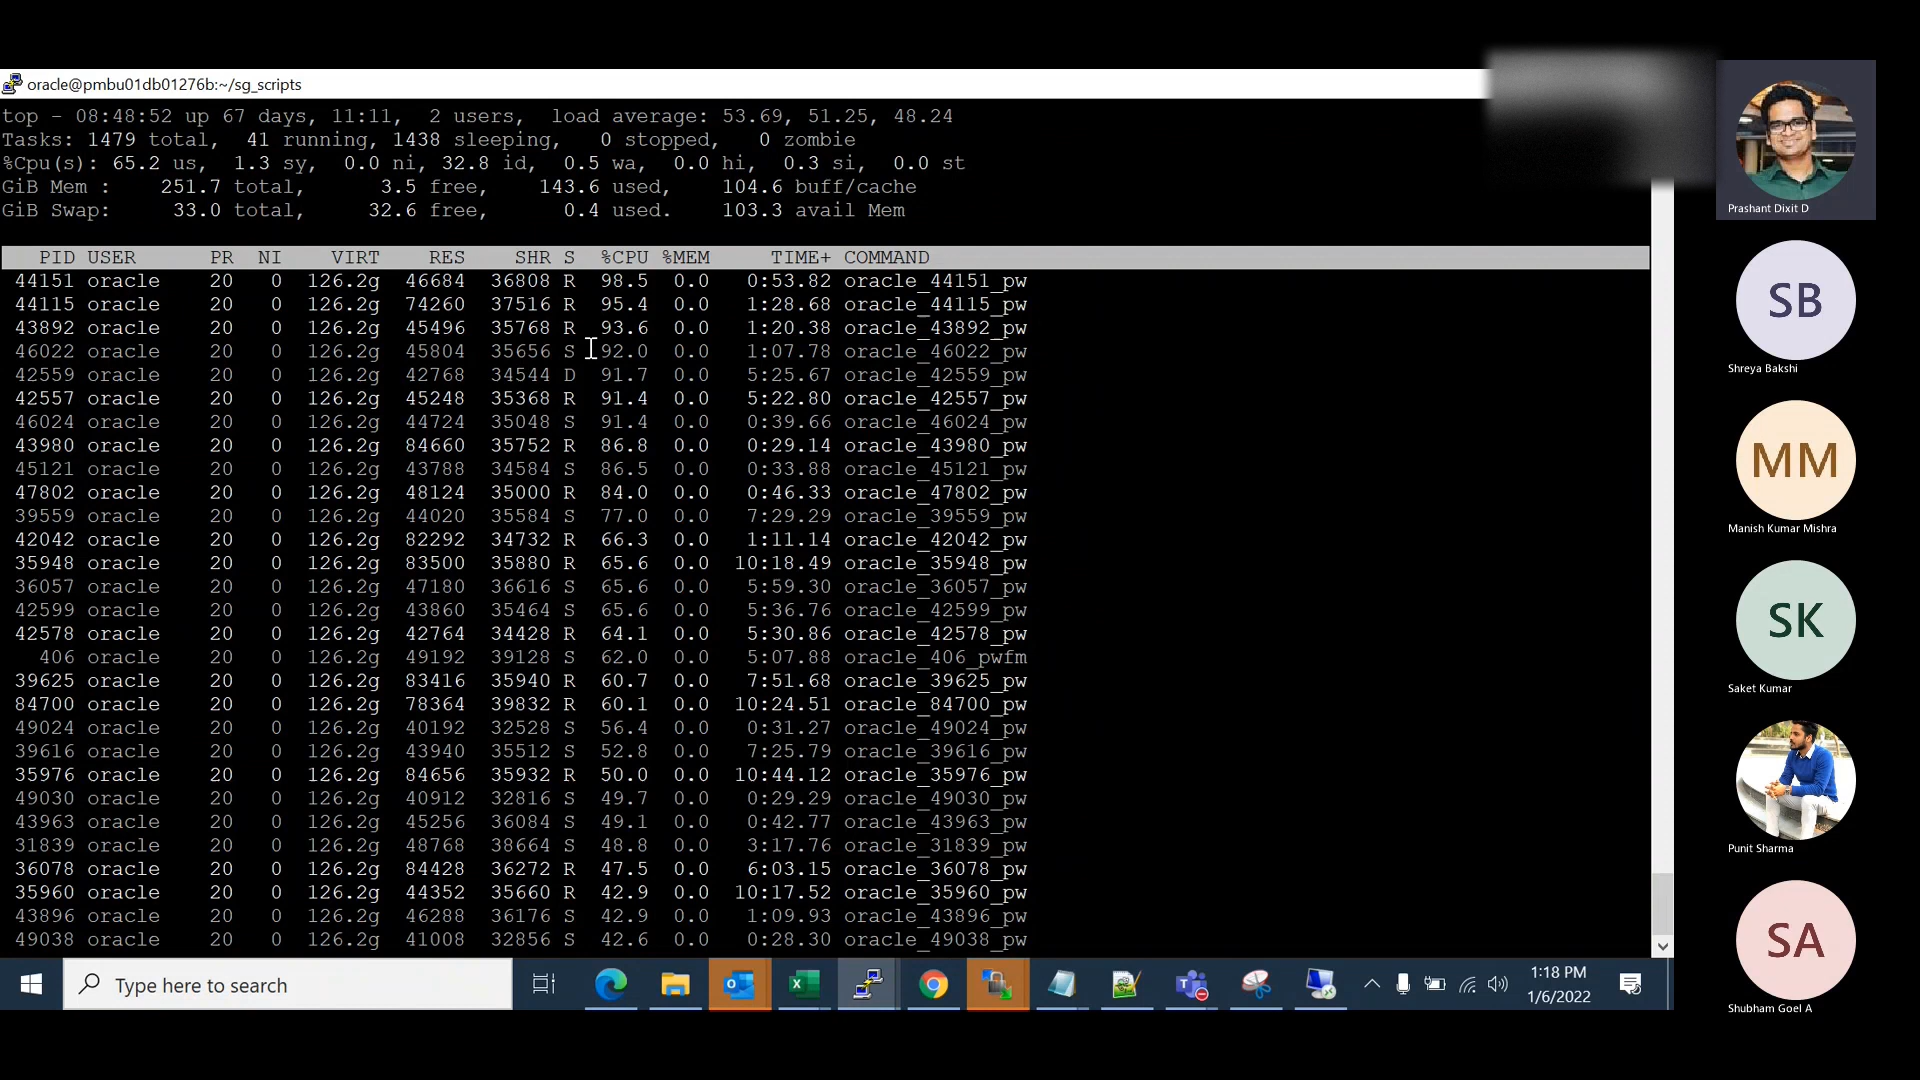 oracle@pmbu01db01276b:~/sg_scripts
top - 08:48:52 up 67 days, 11:11, 2 users, load average: 53.69, 51.25, 48.24
Tasks: 1479 total, 41 running, 1438 sleeping, 0 stopped, 0 zombie
%Cpu(s): 65.2 us, 1.3 sy, 0.0 ni, 32.8 id, 0.5 wa, 0.0 hi, 0.3 si, 0.0 st
GiB Mem : 251.7 total, 3.5 free, 143.6 used, 104.6 buff/cache
GiB Swap: 33.0 total, 32.6 free, 0.4 used. 103.3 avail Mem
PID USER PR NI VIRT RES SHR S %CPU %MEM TIME+ COMMAND
44151 oracle 20 0 126.2g 46684 36808 R 98.5 0.0 0:53.82 oracle_44151_pw
44115 oracle 20 0 126.2g 74260 37516 R 95.4 0.0 1:28.68 oracle_44115_pw
43892 oracle 20 0 126.2g 45496 35768 R 93.6 0.0 1:20.38 oracle_43892_pw
46022 oracle 20 0 126.2g 45804 35656 S 92.0 0.0 1:07.78 oracle_46022_pw
42559 oracle 20 0 126.2g 42768 34544 D 91.7 0.0 5:25.67 oracle_42559_pw
42557 oracle 20 0 126.2g 45248 35368 R 91.4 0.0 5:22.80 oracle_42557_pw
46024 oracle 20 0 126.2g 44724 35048 S 91.4 0.0 0:39.66 oracle_46024_pw
43980 oracle 20 0 126.2g 84660 35752 R 86.8 0.0 0:29.14 oracle_43980_pw
45121 oracle 20 0 126.2g 43788 34584 S 86.5 0.0 0:33.88 oracle_45121_pw
47802 oracle 20 0 126.2g 48124 35000 R 84.0 0.0 0:46.33 oracle_47802_pw
39559 oracle 20 0 126.2g 44020 35584 S 77.0 0.0 7:29.29 oracle_39559_pw
42042 oracle 20 0 126.2g 82292 34732 R 66.3 0.0 1:11.14 oracle_42042_pw
35948 oracle 20 0 126.2g 83500 35880 R 65.6 0.0 10:18.49 oracle_35948_pw
36057 oracle 20 0 126.2g 47180 36616 S 65.6 0.0 5:59.30 oracle_36057_pw
42599 oracle 20 0 126.2g 43860 35464 S 65.6 0.0 5:36.76 oracle_42599_pw
42578 oracle 20 0 126.2g 42764 34428 R 64.1 0.0 5:30.86 oracle_42578_pw
406 oracle 20 0 126.2g 49192 39128 S 62.0 0.0 5:07.88 oracle_406_pwfm
39625 oracle 20 0 126.2g 83416 35940 R 60.7 0.0 7:51.68 oracle_39625_pw
84700 oracle 20 0 126.2g 78364 39832 R 60.1 0.0 10:24.51 oracle_84700_pw
49024 oracle 20 0 126.2g 40192 32528 S 56.4 0.0 0:31.27 oracle_49024_pw
39616 oracle 20 0 126.2g 43940 35512 S 52.8 0.0 7:25.79 oracle_39616_pw
35976 oracle 20 0 126.2g 84656 35932 R 50.0 0.0 10:44.12 oracle_35976_pw
49030 oracle 20 0 126.2g 40912 32816 S 49.7 0.0 0:29.29 oracle_49030_pw
43963 oracle 20 0 126.2g 45256 36084 S 49.1 0.0 0:42.77 oracle_43963_pw
31839 oracle 20 0 126.2g 48768 38664 S 48.8 0.0 3:17.76 oracle_31839_pw
36078 oracle 20 0 126.2g 84428 36272 R 47.5 0.0 6:03.15 oracle_36078_pw
35960 oracle 20 0 126.2g 44352 35660 R 42.9 0.0 10:17.52 oracle_35960_pw
43896 oracle 20 0 126.2g 46288 36176 S 42.9 0.0 1:09.93 oracle_43896_pw
49038 oracle 20 0 126.2g 41008 32856 S 42.6 0.0 0:28.30 oracle_49038_pw
Type here to search
1:18 PM
1/6/2022
Prashant Dixit D
SB
Shreya Bakshi
MM
Manish Kumar Mishra
SK
Saket Kumar
Punit Sharma
SA
Shubham Goel A